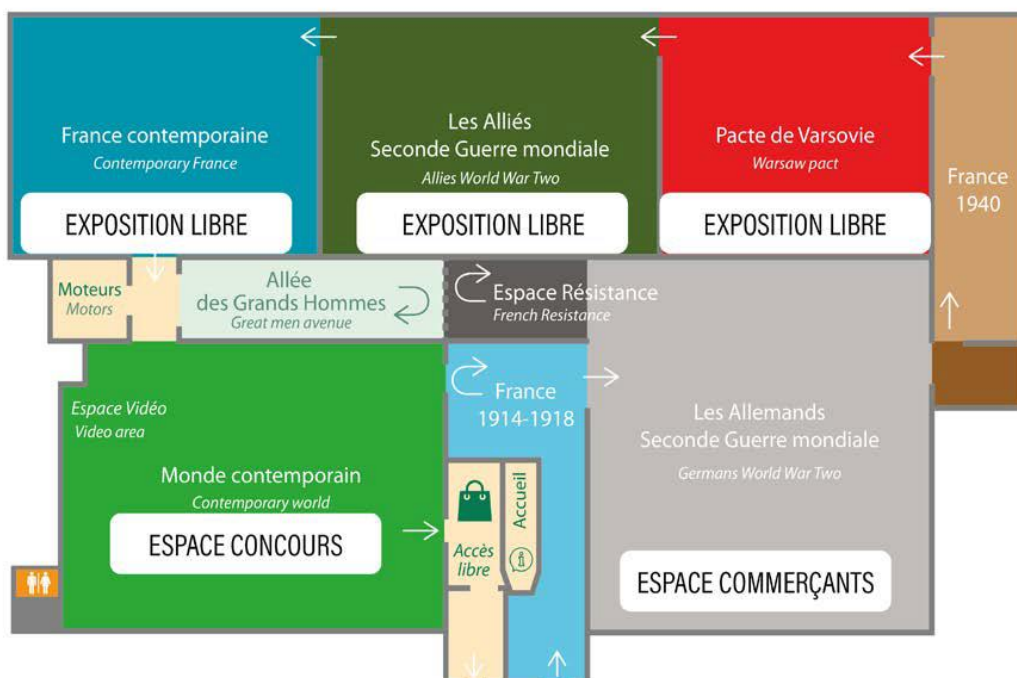 France contemporaine
Contemporary France
EXPOSITION LIBRE
Les Alliés
Seconde Guerre mondiale
Allies World War Two
EXPOSITION LIBRE
Pacte de Varsovie
Warsaw pact
EXPOSITION LIBRE
France
1940
Moteurs
Motors
Allée
des Grands Hommes
Great men avenue
Espace Résistance
French Resistance
Espace Vidéo
Video area
Monde contemporain
Contemporary world
ESPACE CONCOURS
France
1914-1918
Accueil
Accès
libre
Les Allemands
Seconde Guerre mondiale
Germans World War Two
ESPACE COMMERÇANTS